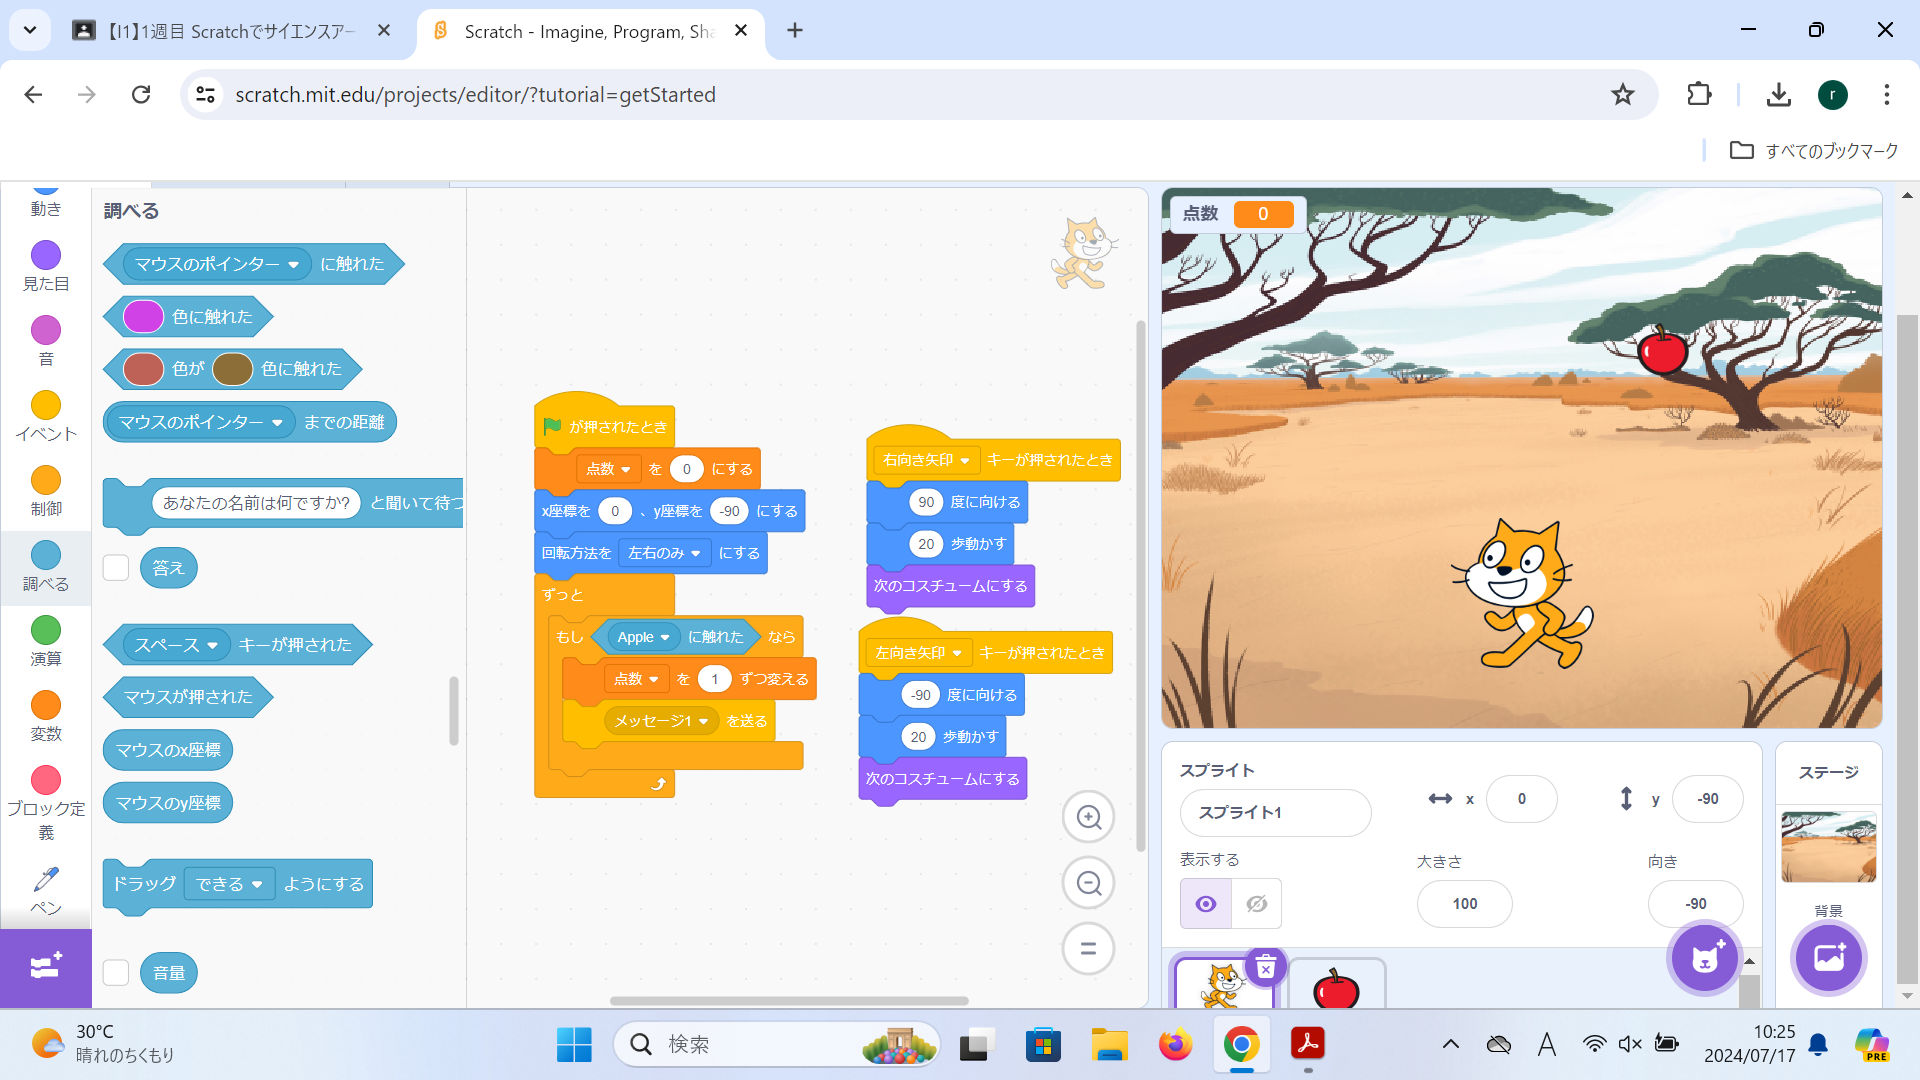 【I1】1週目 Scratchでサイエンスアー
Scratch - Imagine, Program, Sha
scratch.mit.edu/projects/editor/?tutorial=getStarted
r
すべてのブックマーク
動き
見た目
音
イベント
制御
調べる
演算
変数
ブロック定義
ペン
調べる
マウスのポインター に触れた
色に触れた
色が 色に触れた
マウスのポインター までの距離
あなたの名前は何ですか? と聞いて待つ
答え
スペース キーが押された
マウスが押された
マウスのx座標
マウスのy座標
ドラッグ できる ようにする
音量
が押されたとき
点数 を 0 にする
x座標を 0 、y座標を -90 にする
回転方法を 左右のみ にする
ずっと
もし Apple に触れた なら
点数 を 1 ずつ変える
メッセージ1 を送る
右向き矢印 キーが押されたとき
90 度に向ける
20 歩動かす
次のコスチュームにする
左向き矢印 キーが押されたとき
-90 度に向ける
20 歩動かす
次のコスチュームにする
点数 0
スプライト
スプライト1
x 0
y -90
表示する
大きさ
100
向き
-90
ステージ
背景
30°C
晴れのちくもり
検索
A
10:25
2024/07/17
PRE